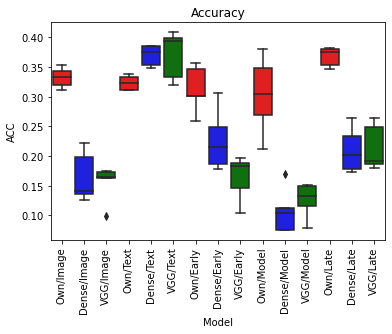 Accuracy
ACC
0.40
0.35
0.30
0.25
0.20
0.15
0.10
Own/Image
Dense/Image
VGG/Image
Own/Text
Dense/Text
VGG/Text
Own/Early
Dense/Early
VGG/Early
Own/Model
Dense/Model
VGG/Model
Own/Late
Dense/Late
VGG/Late
Model